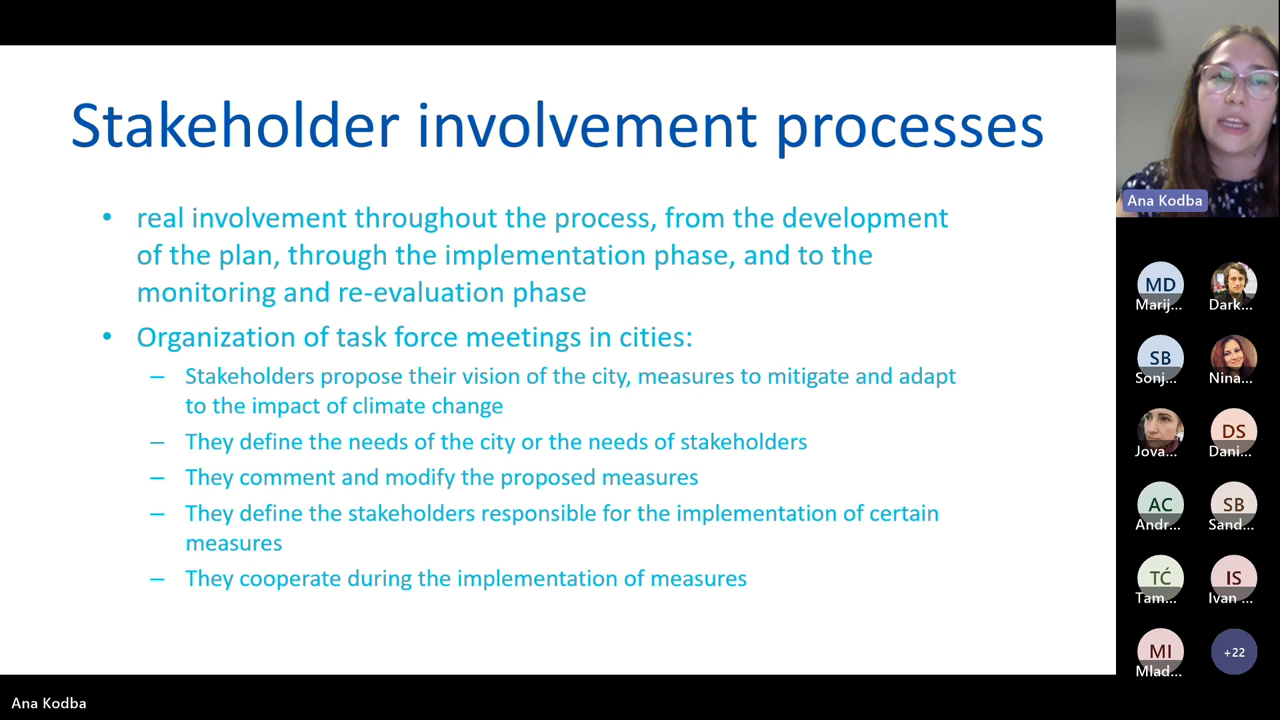 Stakeholder involvement processes
• real involvement throughout the process, from the development
of the plan, through the implementation phase, and to the
monitoring and re-evaluation phase
• Organization of task force meetings in cities:
– Stakeholders propose their vision of the city, measures to mitigate and adapt
to the impact of climate change
– They define the needs of the city or the needs of stakeholders
– They comment and modify the proposed measures
– They define the stakeholders responsible for the implementation of certain
measures
– They cooperate during the implementation of measures
Ana Kodba
MD
Marij...
Dark...
SB
Sonj...
Nina...
Jova...
DS
Dani...
AC
Andr...
SB
Sand...
TĆ
Tam...
IS
Ivan ...
MI
Mlad...
+22
Ana Kodba